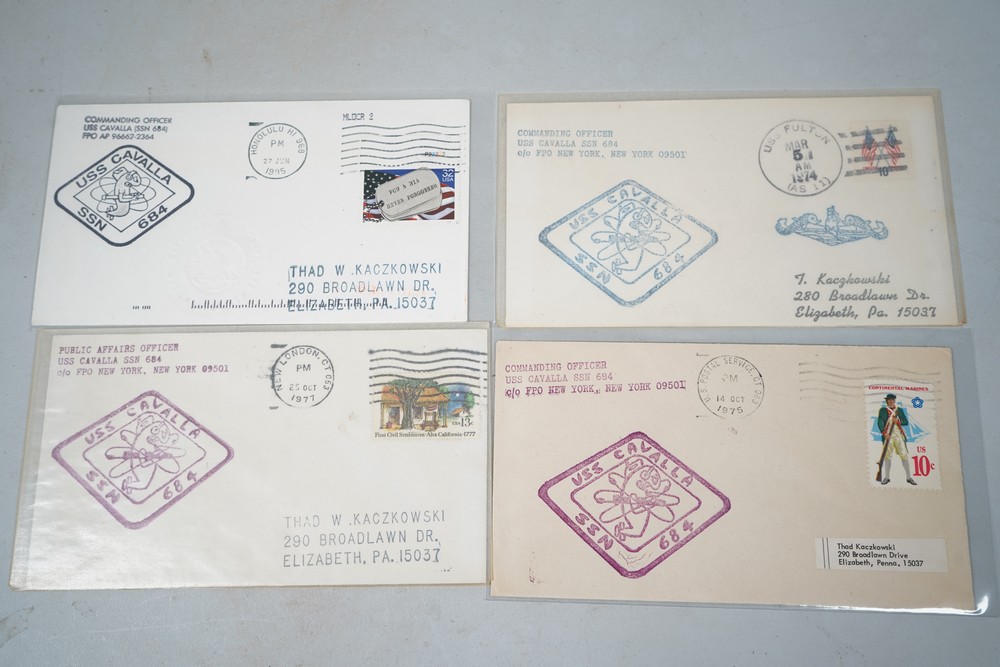 COMMANDING OFFICER
USS CAVALLA (SSN 684)
FPO AP 96667-2364
USS CAVALLA
SSN 684
HONOLULU HI 968
PM
27 JUN
1995
MLOCR 2
32
USA
POW & MIA
NEVER FORGOTTEN
THAD W .KACZKOWSKI
290 BROADLAWN DR.
ELIZABETH, PA. 15037
COMMANDING OFFICER
USS CAVALLA SSN 684
c/o FPO NEW YORK, NEW YORK 09501
USS CAVALLA
SSN 684
USS FULTON
MAR
5
AM
1974
(AS 11)
10
T. Kaczkowski
280 Broadlawn Dr.
Elizabeth, Pa. 15037
PUBLIC AFFAIRS OFFICER
USS CAVALLA SSN 684
c/o FPO NEW YORK, NEW YORK 09501
USS CAVALLA
SSN 684
NEW LONDON, CT 063
PM
25 OCT
1977
USA 13c
First Civil Settlement-Alta California-1777
THAD W .KACZKOWSKI
290 BROADLAWN DR.
ELIZABETH, PA. 15037
COMMANDING OFFICER
USS CAVALLA SSN 684
c/o FPO NEW YORK, NEW YORK 09501
USS CAVALLA
SSN 684
U.S. POSTAL SERVICE, CT 063
PM
14 OCT
1975
CONTINENTAL MARINES
US
10c
Thad Kaczkowski
290 Broadlawn Drive
Elizabeth, Penna. 15037